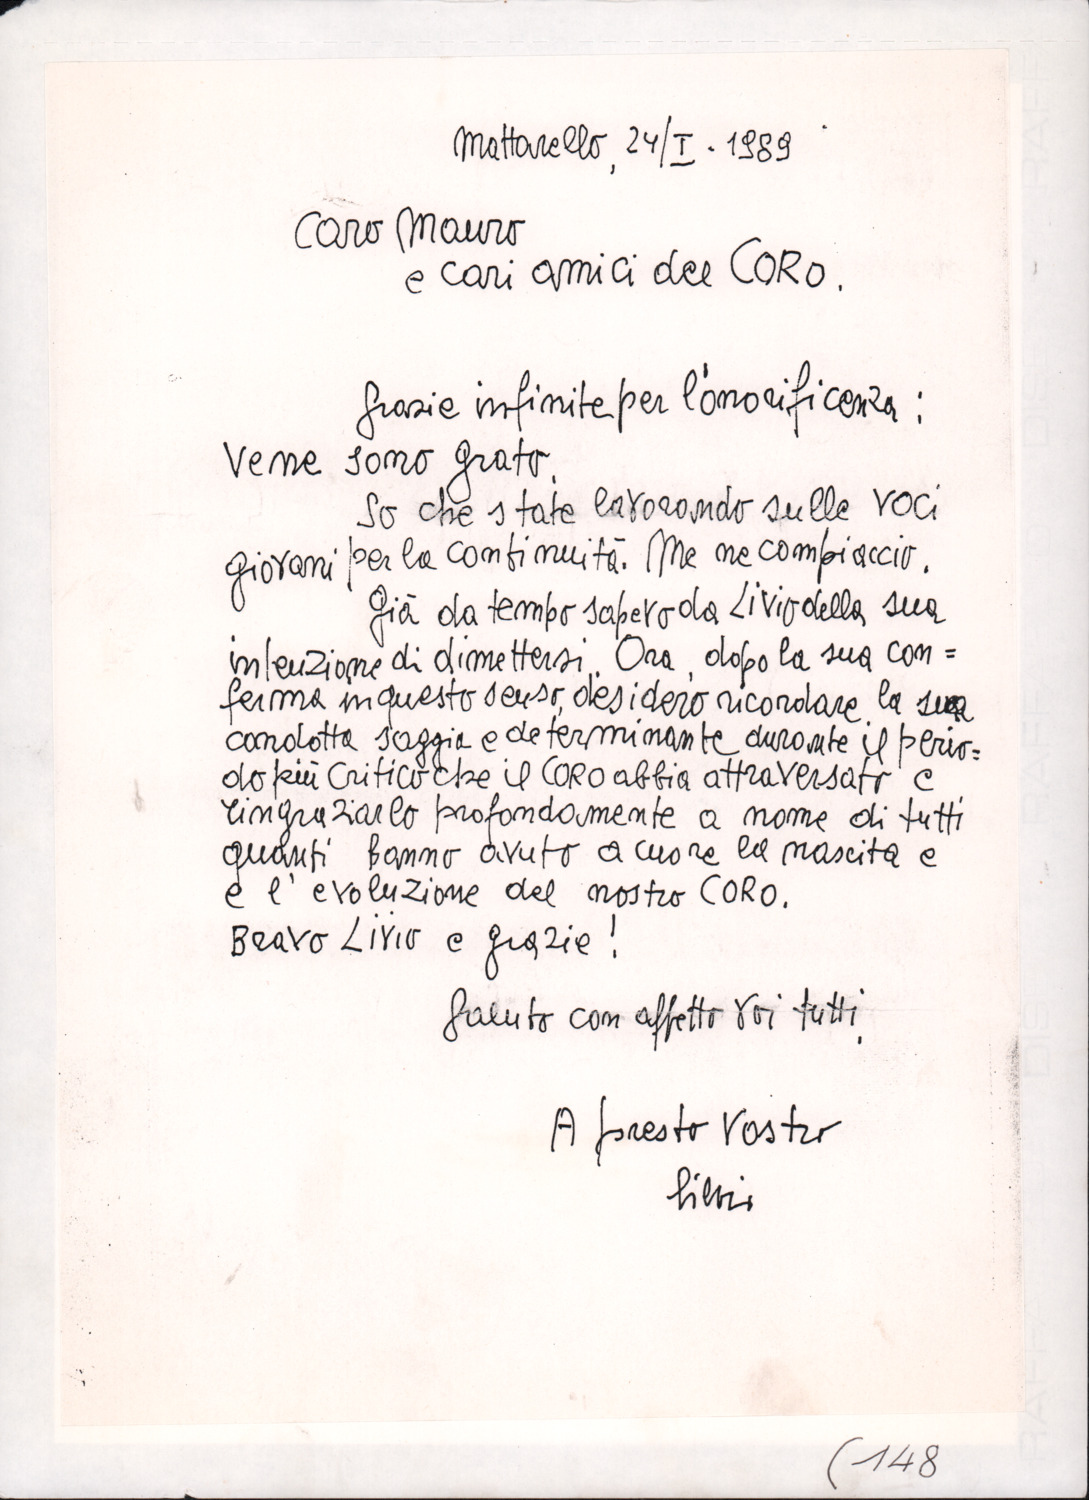 Mattarello, 24/I. 1989
Caro Mauro
e cari amici del CORO.
Grazie infinite per l'onorificenza:
Vene sono grato.
So che state lavorando sulle voci
giovani per la continuità. Me ne compiaccio.
Già da tempo sapevo da Livio della sua
intenzione di dimettersi. Ora, dopo la sua con=
ferma in questo senso, desidero ricordare la sua
condotta saggia e determinante durante il perio=
do più critico che il CORO abbia attraversato e
ringraziarlo profondamente a nome di tutti
quanti hanno avuto a cuore la nascita e
e l'evoluzione del nostro CORO.
Bravo Livio e grazie!
Saluto con affetto voi tutti.
A presto Vostro
Silvio
(148